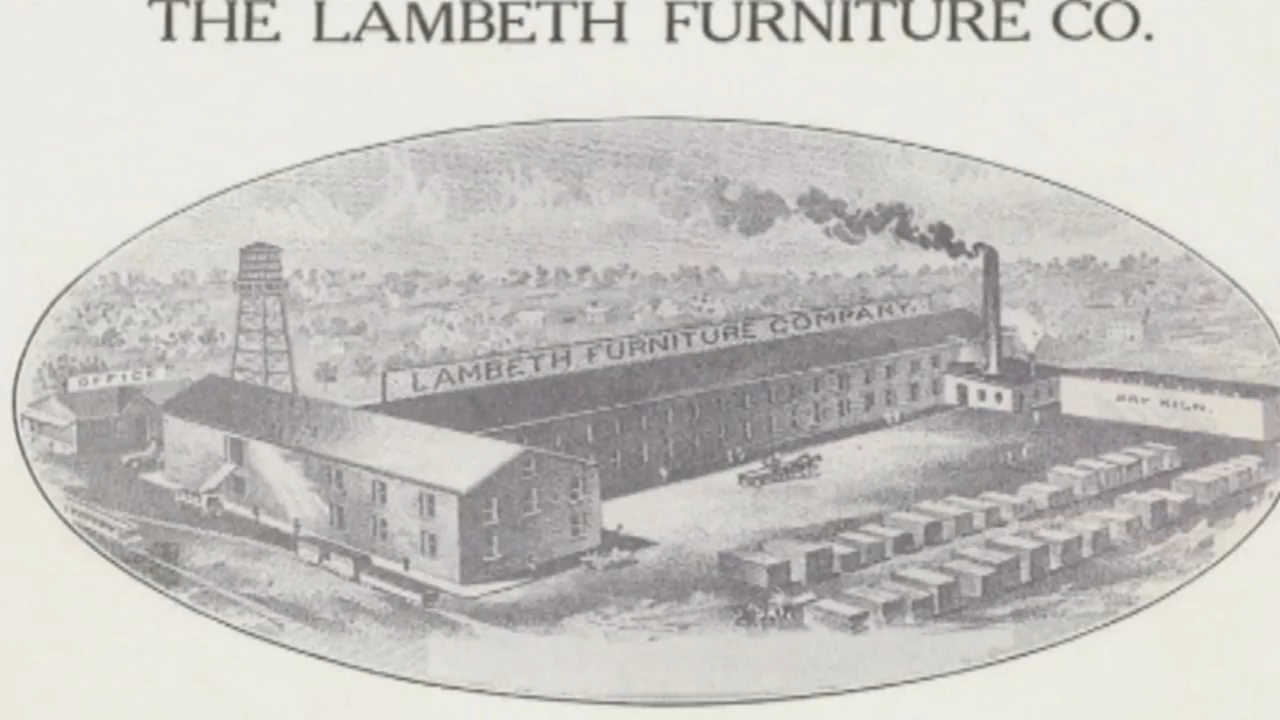 THE LAMBETH FURNITURE CO.
LAMBETH FURNITURE COMPANY.
OFFICE
DRY KILN.